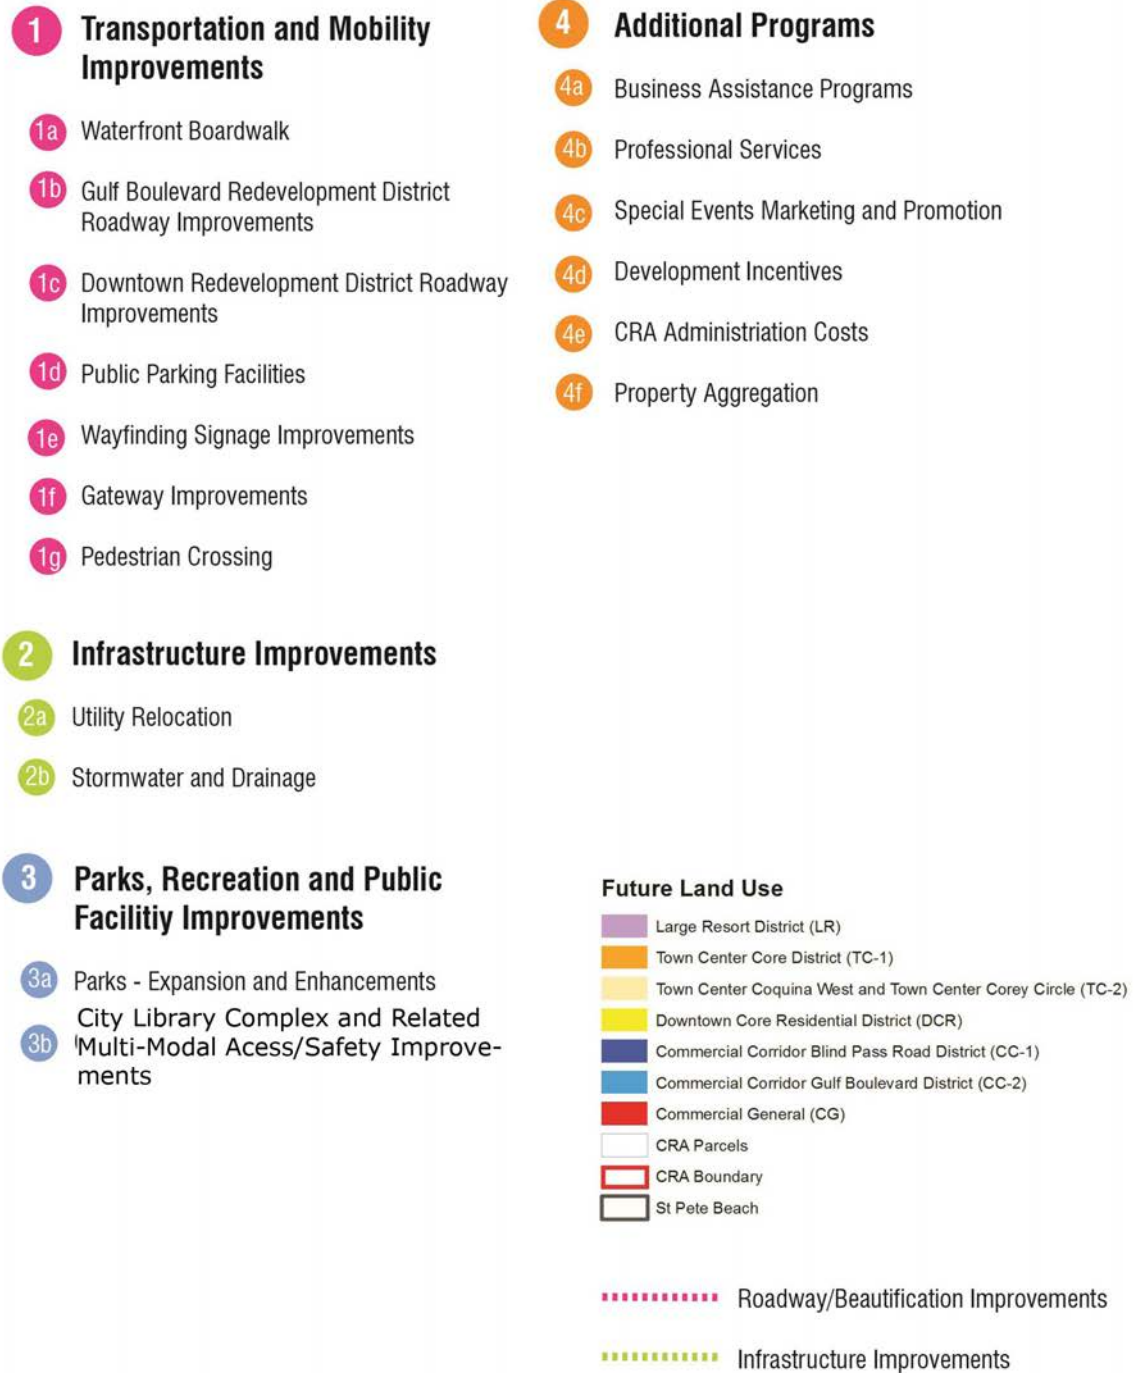 1 Transportation and Mobility
Improvements
1a Waterfront Boardwalk
1b Gulf Boulevard Redevelopment District
Roadway Improvements
1c Downtown Redevelopment District Roadway
Improvements
1d Public Parking Facilities
1e Wayfinding Signage Improvements
1f Gateway Improvements
1g Pedestrian Crossing
2 Infrastructure Improvements
2a Utility Relocation
2b Stormwater and Drainage
3 Parks, Recreation and Public
Facilitiy Improvements
3a Parks - Expansion and Enhancements
3b City Library Complex and Related
Multi-Modal Acess/Safety Improve-
ments
4 Additional Programs
4a Business Assistance Programs
4b Professional Services
4c Special Events Marketing and Promotion
4d Development Incentives
4e CRA Administriation Costs
4f Property Aggregation
Future Land Use
Large Resort District (LR)
Town Center Core District (TC-1)
Town Center Coquina West and Town Center Corey Circle (TC-2)
Downtown Core Residential District (DCR)
Commercial Corridor Blind Pass Road District (CC-1)
Commercial Corridor Gulf Boulevard District (CC-2)
Commercial General (CG)
CRA Parcels
CRA Boundary
St Pete Beach
Roadway/Beautification Improvements
Infrastructure Improvements